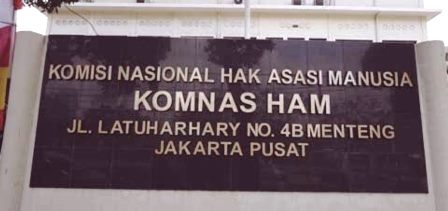 KOMISI NASIONAL HAK ASASI MANUSIA
KOMNAS HAM
JL. LATUHARHARY NO. 4B MENTENG
JAKARTA PUSAT